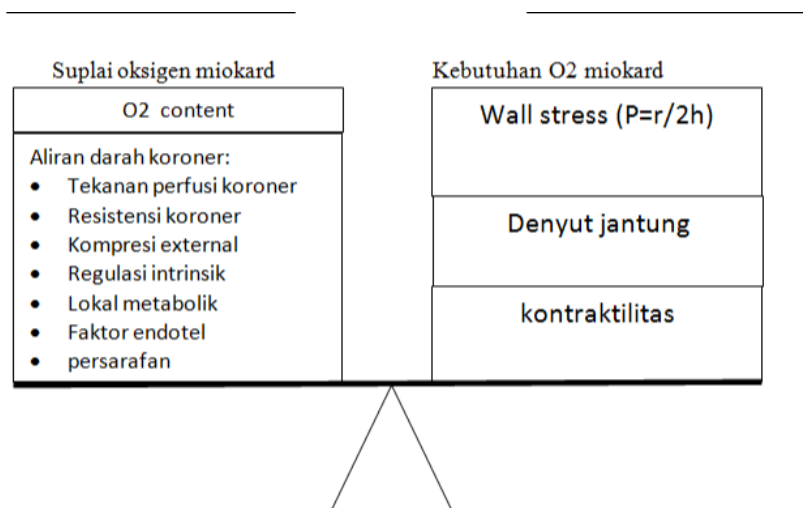 Suplai oksigen miokard
O2 content
Aliran darah koroner:
• Tekanan perfusi koroner
• Resistensi koroner
• Kompresi external
• Regulasi intrinsik
• Lokal metabolik
• Faktor endotel
• persarafan
Kebutuhan O2 miokard
Wall stress (P=r/2h)
Denyut jantung
kontraktilitas